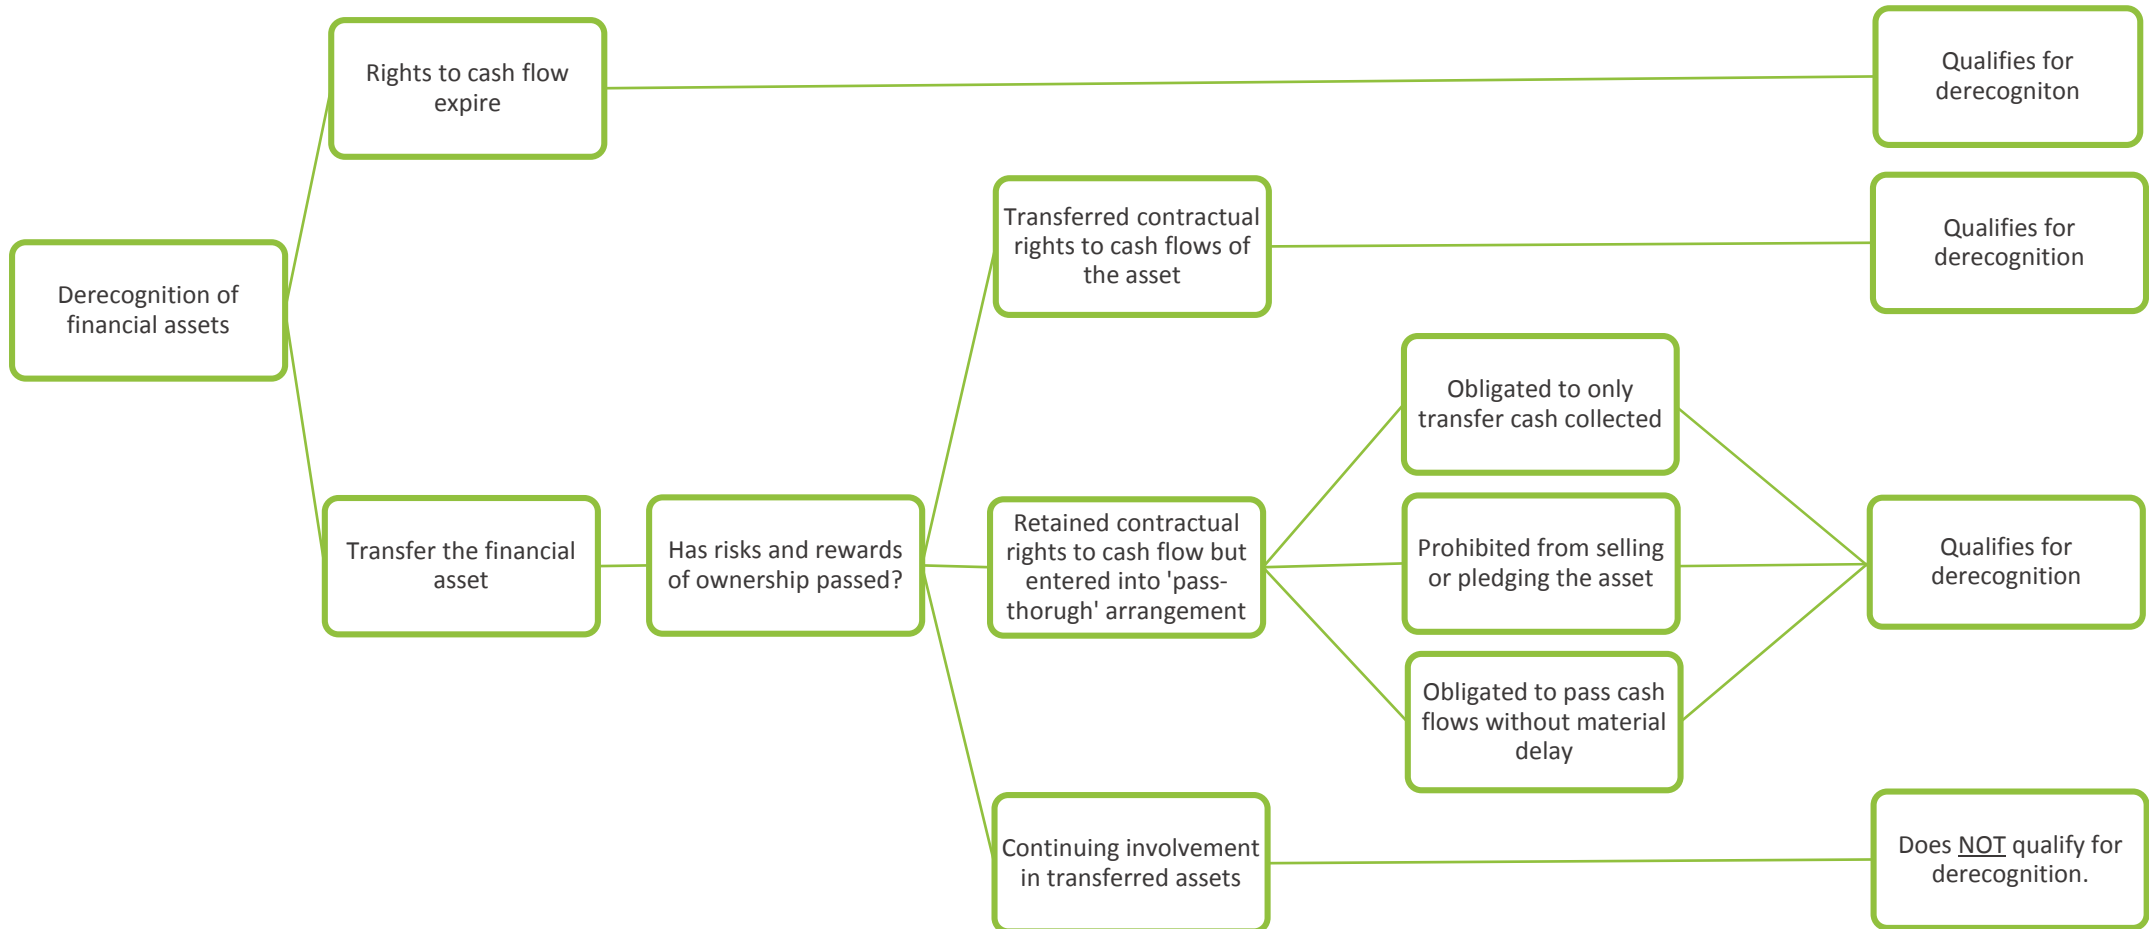 Rights to cash flow
expire
Qualifies for
derecogniton
Transferred contractual
rights to cash flows of
the asset
Qualifies for
derecognition
Derecognition of
financial assets
Obligated to only
transfer cash collected
Transfer the financial
asset
Has risks and rewards
of ownership passed?
Retained contractual
rights to cash flow but
entered into 'pass-
thorugh' arrangement
Prohibited from selling
or pledging the asset
Qualifies for
derecognition
Obligated to pass cash
flows without material
delay
Continuing involvement
in transferred assets
Does NOT qualify for
derecognition.